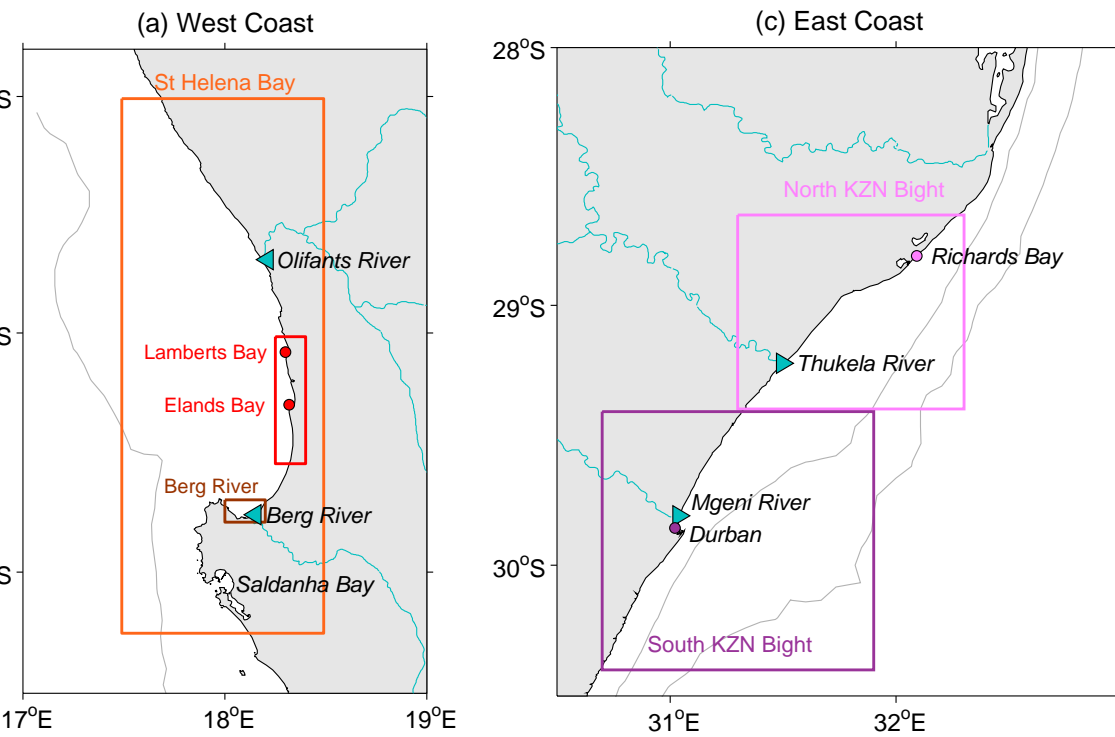 (a) West Coast
St Helena Bay
Olifants River
Lamberts Bay
Elands Bay
Berg River
Berg River
Saldanha Bay
S
S
S
17°E
18°E
19°E
(c) East Coast
28°S
North KZN Bight
Richards Bay
29°S
Thukela River
Mgeni River
Durban
30°S
South KZN Bight
31°E
32°E